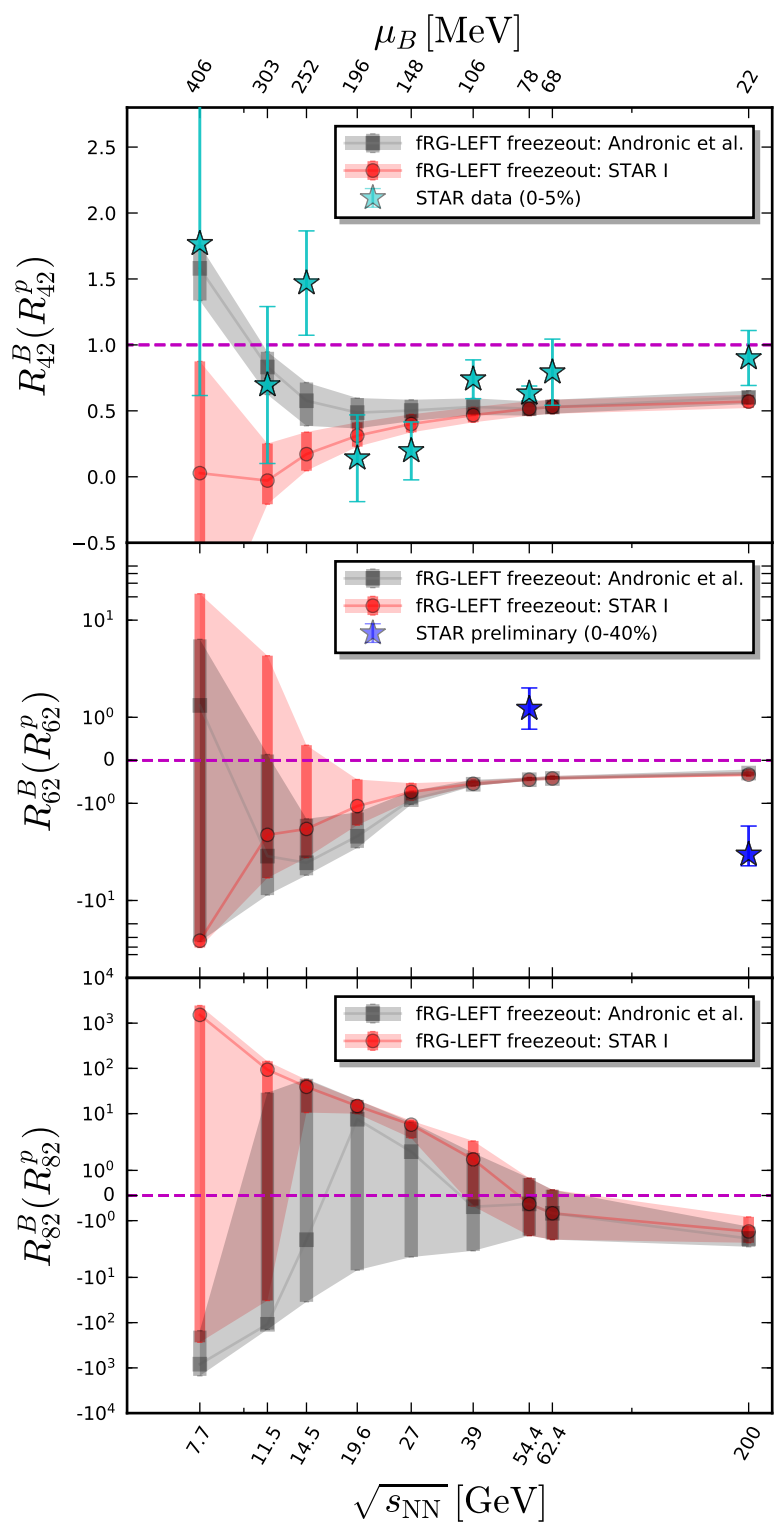 μ_B [MeV]
406 303 252 196 148 106 78 68 22
R^B_42(R^p_42)
2.5
2.0
1.5
1.0
0.5
0.0
−0.5
fRG-LEFT freezeout: Andronic et al.
fRG-LEFT freezeout: STAR I
STAR data (0-5%)
R^B_62(R^p_62)
10^1
10^0
0
-10^0
-10^1
fRG-LEFT freezeout: Andronic et al.
fRG-LEFT freezeout: STAR I
STAR preliminary (0-40%)
R^B_82(R^p_82)
10^4
10^3
10^2
10^1
10^0
0
-10^0
-10^1
-10^2
-10^3
-10^4
fRG-LEFT freezeout: Andronic et al.
fRG-LEFT freezeout: STAR I
7.7 11.5 14.5 19.6 27 39 54.4 62.4 200
√s_NN [GeV]